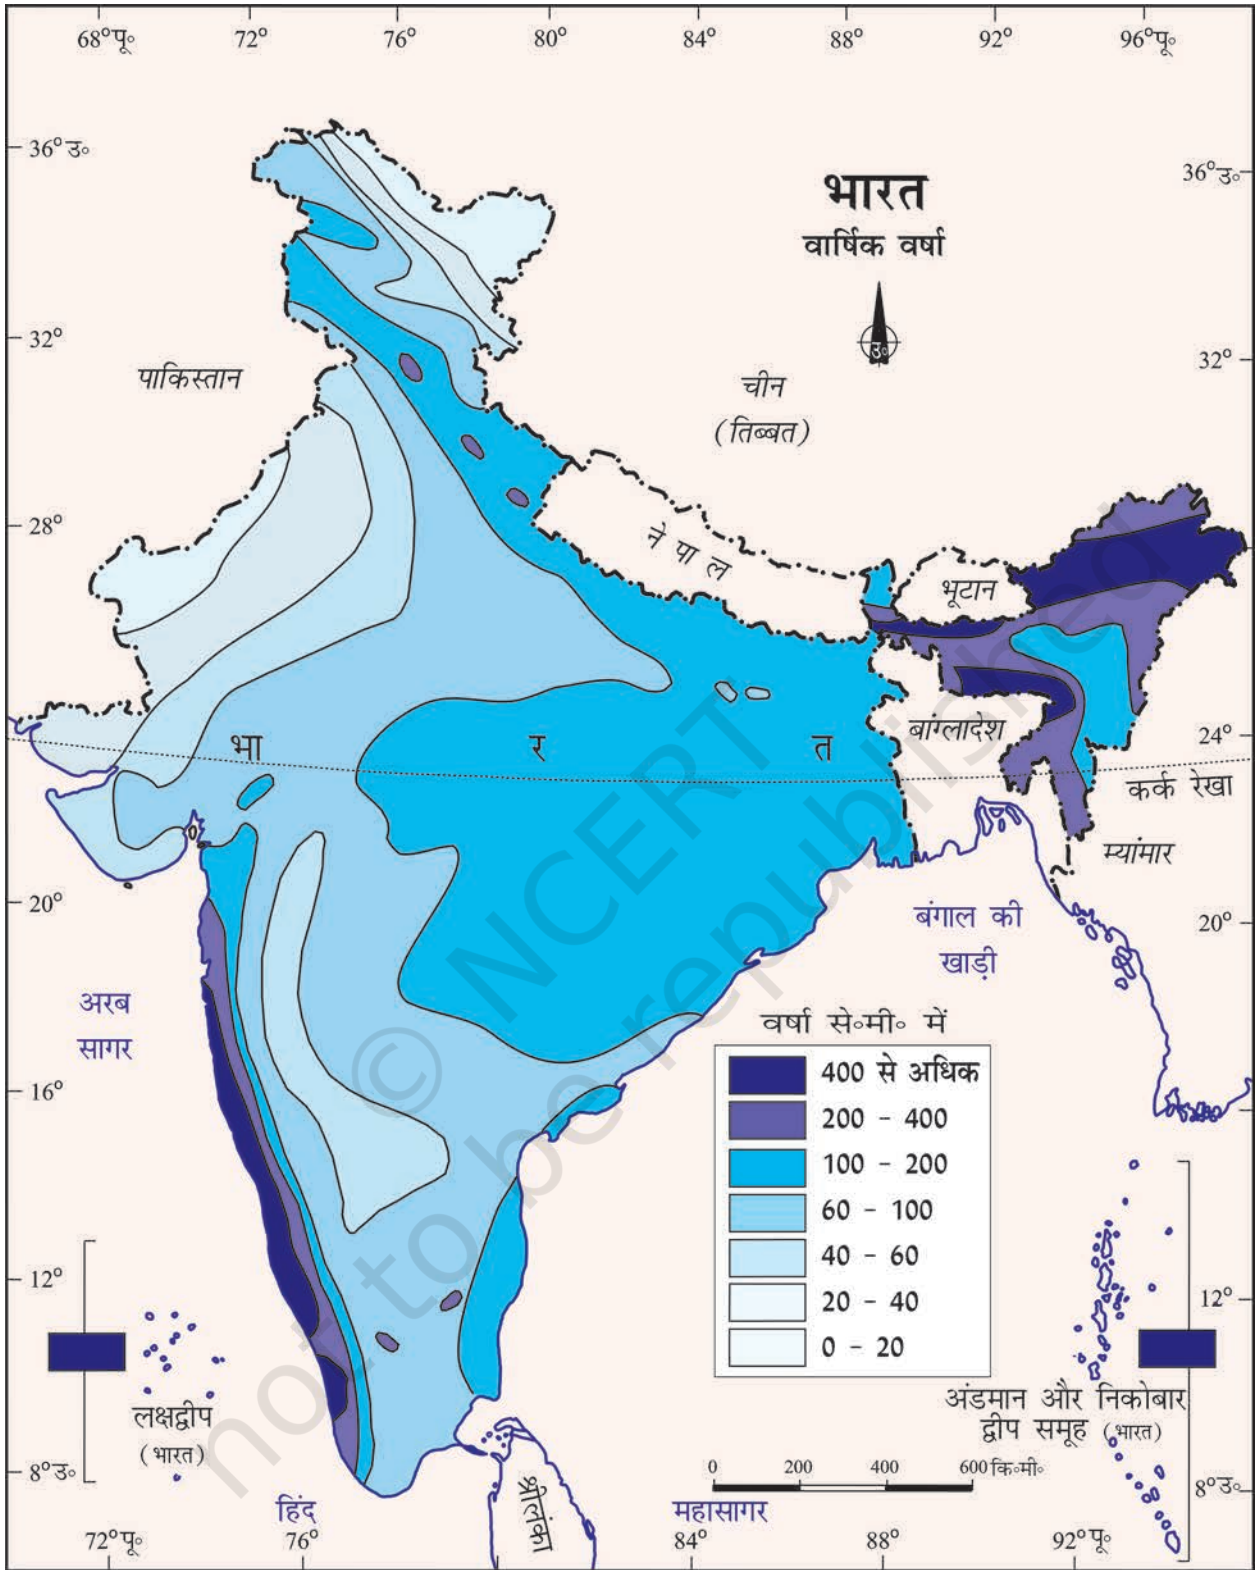 68°पू॰ 72° 76° 80° 84° 88° 92° 96°पू॰
36°उ॰
36°उ॰
भारत
वार्षिक वर्षा
उ॰
32°
32°
पाकिस्तान
चीन
(तिब्बत)
28°
नेपाल
भूटान
बांग्लादेश
भा र त
24°
कर्क रेखा
म्यांमार
20°
20°
बंगाल की
खाड़ी
अरब
सागर
वर्षा से॰मी॰ में
400 से अधिक
200 - 400
100 - 200
60 - 100
40 - 60
20 - 40
0 - 20
16°
12°
12°
लक्षद्वीप
(भारत)
अंडमान और निकोबार
द्वीप समूह (भारत)
0 200 400 600 कि॰मी॰
8°उ॰
8°उ॰
हिंद
श्रीलंका
महासागर
72°पू॰ 76° 84° 88° 92°पू॰
© NCERT
not to be republished